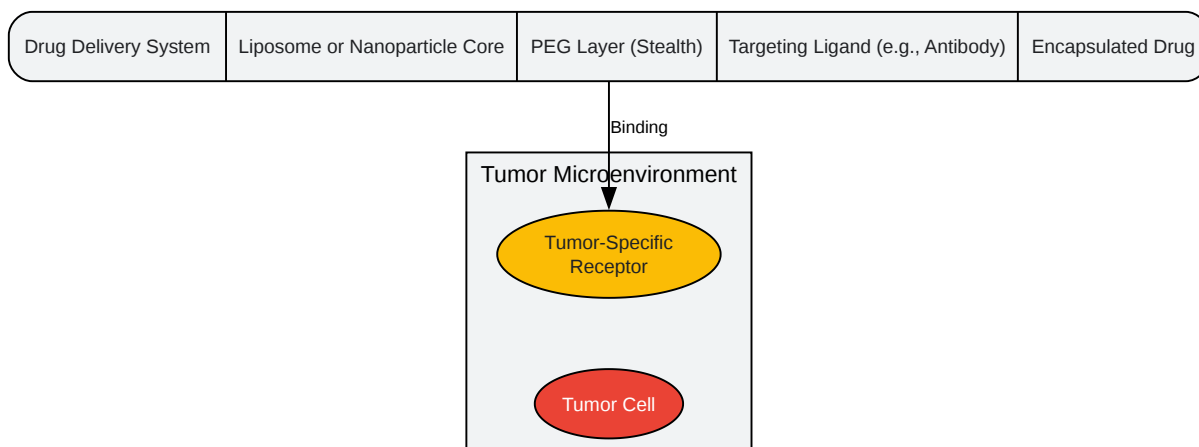 Drug Delivery System
Liposome or Nanoparticle Core
PEG Layer (Stealth)
Targeting Ligand (e.g., Antibody)
Encapsulated Drug
Binding
Tumor Microenvironment
Tumor-Specific
Receptor
Tumor Cell